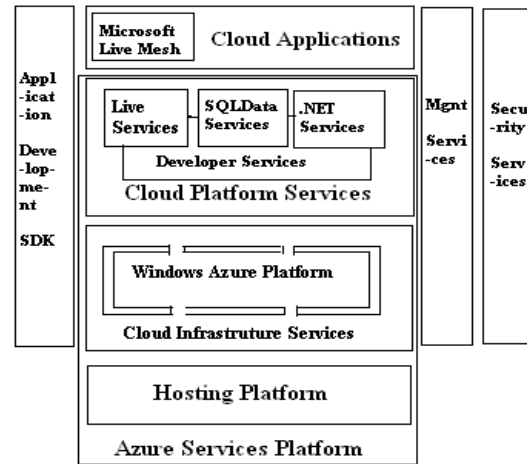 Microsoft
Live Mesh
Cloud Applications
Appl
-icat
-ion
Deve
-lop-
me-
nt
SDK
Live
Services
SQLData
Services
.NET
Services
Developer Services
Cloud Platform Services
Windows Azure Platform
Cloud Infrastruture Services
Hosting Platform
Azure Services Platform
Mgnt
Servi
-ces
Secu
-rity
Serv
-ices